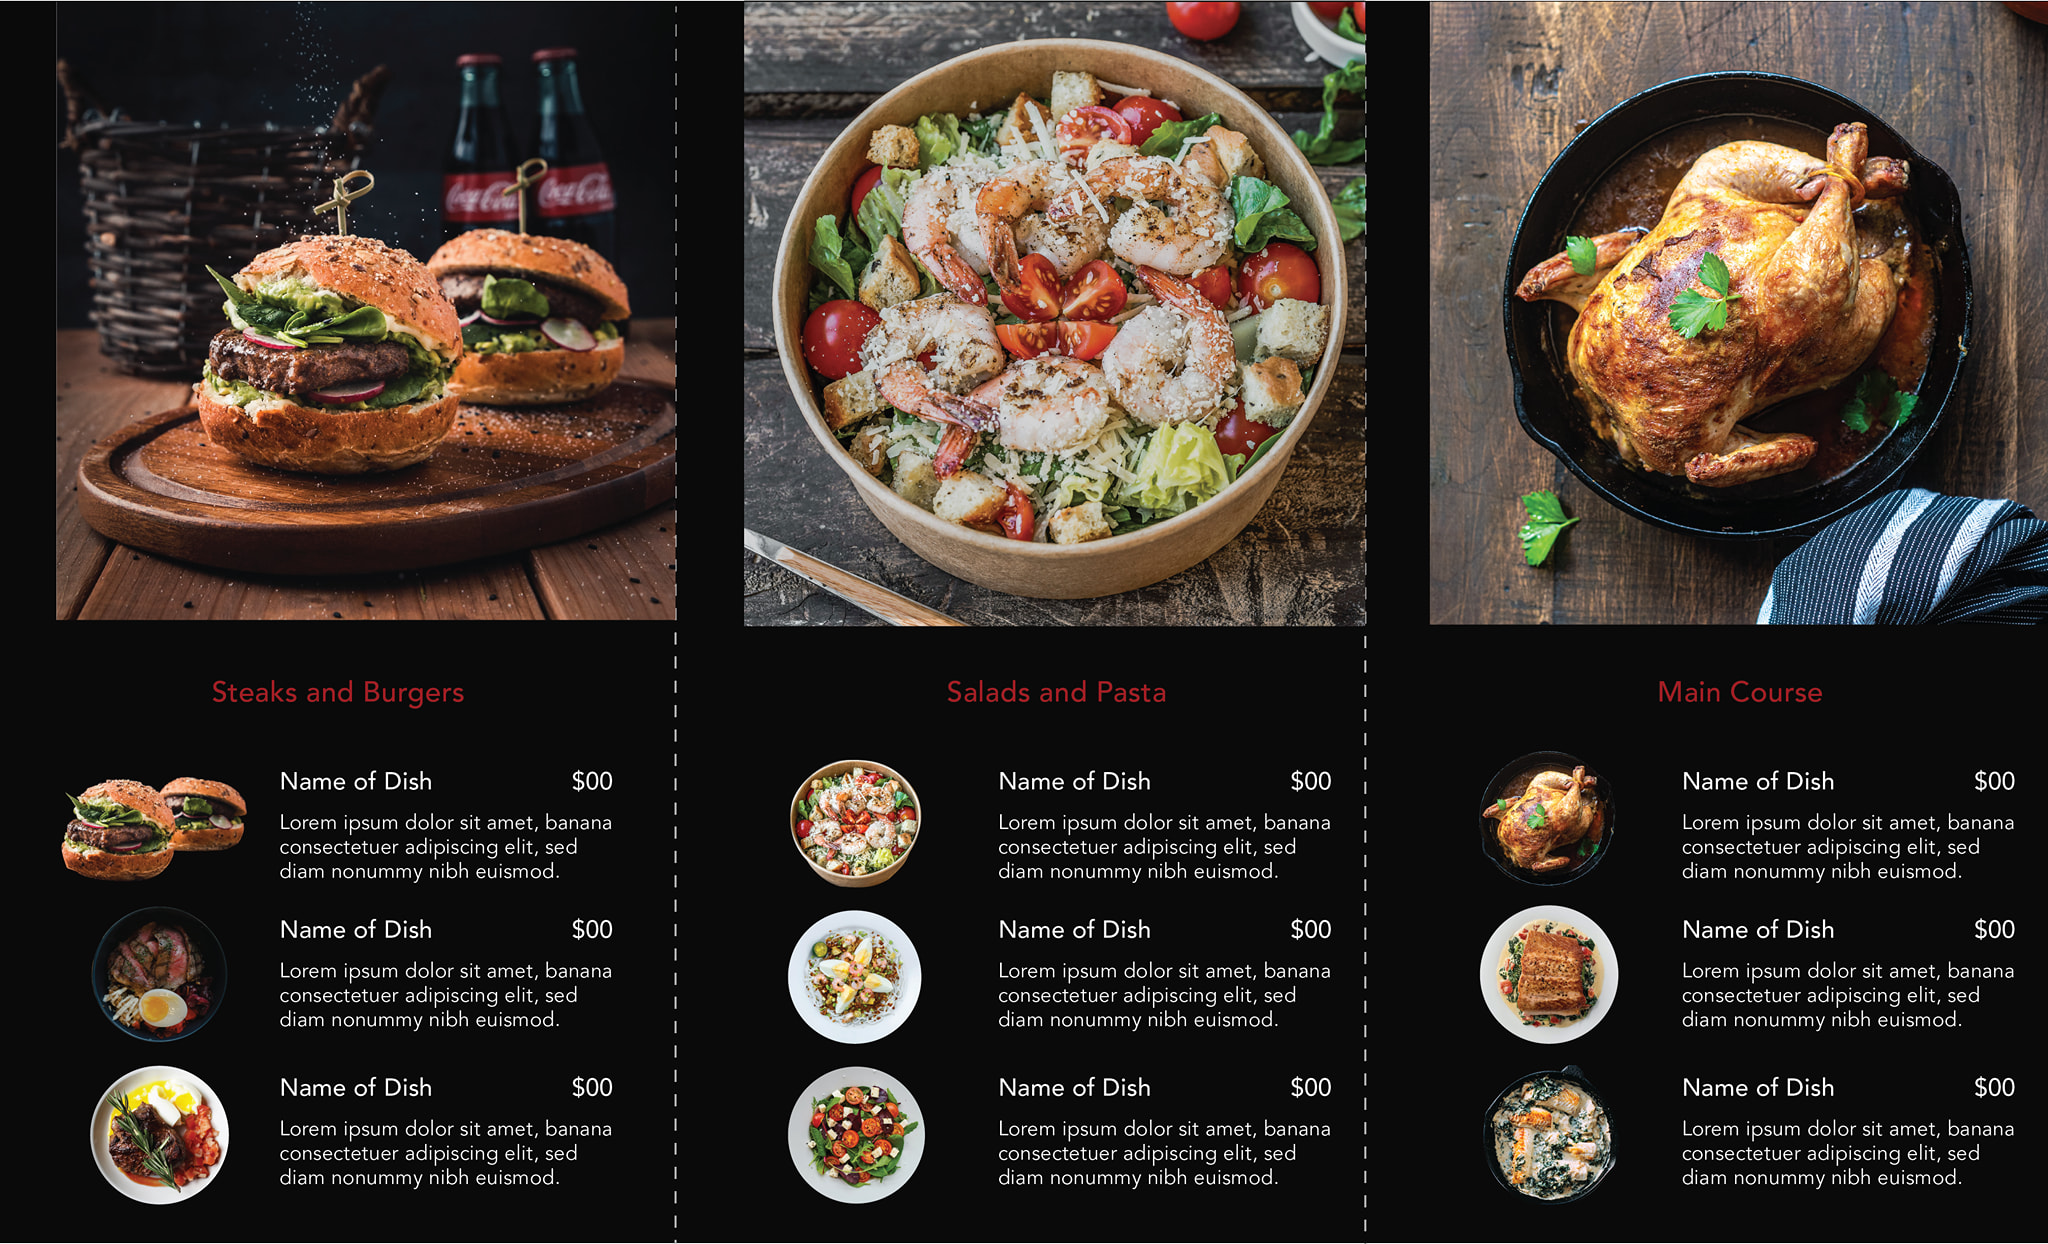 Coca-Cola
Coca-Cola
Steaks and Burgers
Name of Dish $00
Lorem ipsum dolor sit amet, banana
consectetuer adipiscing elit, sed
diam nonummy nibh euismod.
Name of Dish $00
Lorem ipsum dolor sit amet, banana
consectetuer adipiscing elit, sed
diam nonummy nibh euismod.
Name of Dish $00
Lorem ipsum dolor sit amet, banana
consectetuer adipiscing elit, sed
diam nonummy nibh euismod.
Salads and Pasta
Name of Dish $00
Lorem ipsum dolor sit amet, banana
consectetuer adipiscing elit, sed
diam nonummy nibh euismod.
Name of Dish $00
Lorem ipsum dolor sit amet, banana
consectetuer adipiscing elit, sed
diam nonummy nibh euismod.
Name of Dish $00
Lorem ipsum dolor sit amet, banana
consectetuer adipiscing elit, sed
diam nonummy nibh euismod.
Main Course
Name of Dish $00
Lorem ipsum dolor sit amet, banana
consectetuer adipiscing elit, sed
diam nonummy nibh euismod.
Name of Dish $00
Lorem ipsum dolor sit amet, banana
consectetuer adipiscing elit, sed
diam nonummy nibh euismod.
Name of Dish $00
Lorem ipsum dolor sit amet, banana
consectetuer adipiscing elit, sed
diam nonummy nibh euismod.